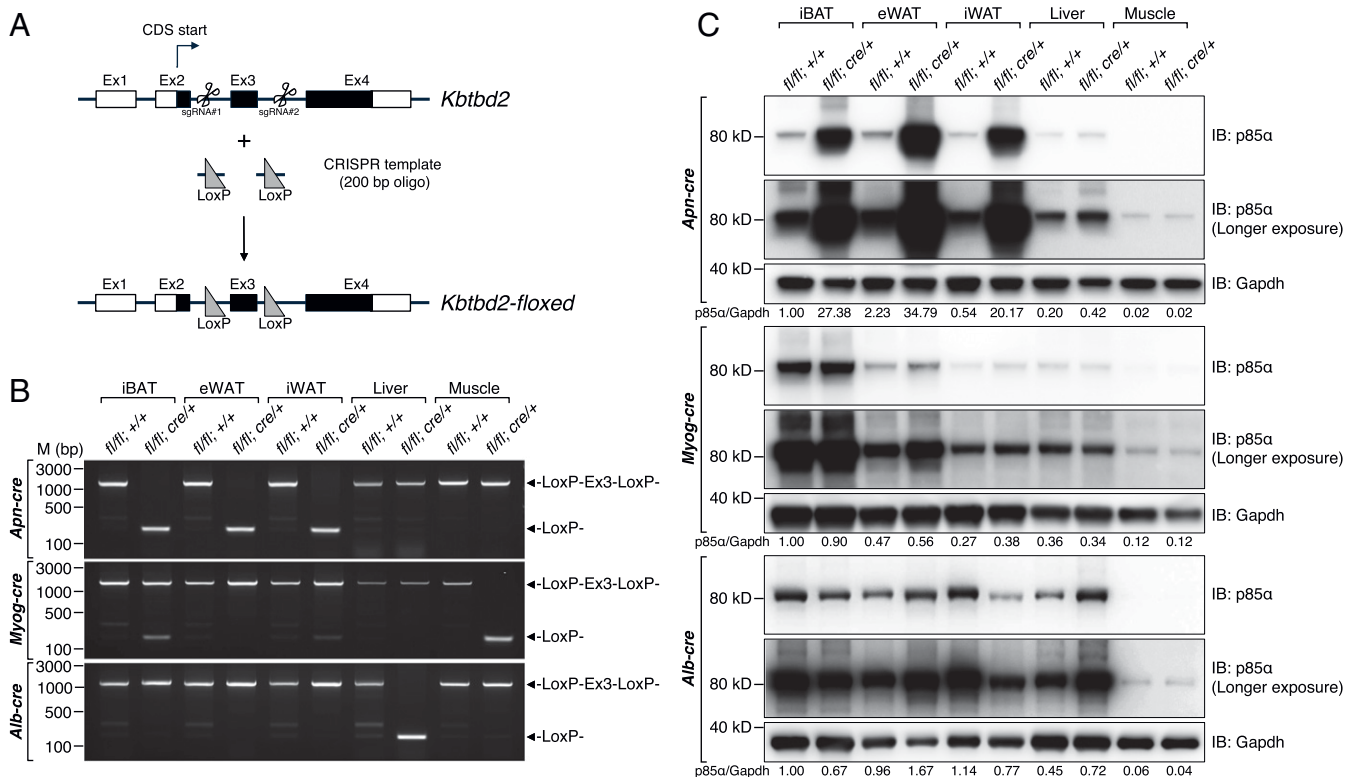 A
CDS start
Ex1 Ex2 Ex3 Ex4
sgRNA#1 sgRNA#2
Kbtbd2
+
LoxP LoxP
CRISPR template
(200 bp oligo)
Ex1 Ex2 Ex3 Ex4
LoxP LoxP
Kbtbd2-floxed
B
iBAT eWAT iWAT Liver Muscle
fl/fl; +/+ fl/fl; cre/+ fl/fl; +/+ fl/fl; cre/+ fl/fl; +/+ fl/fl; cre/+ fl/fl; +/+ fl/fl; cre/+ fl/fl; +/+ fl/fl; cre/+
M (bp)
Apn-cre
3000
1000
500
100
-LoxP-Ex3-LoxP-
-LoxP-
Myog-cre
3000
1000
500
100
-LoxP-Ex3-LoxP-
-LoxP-
Alb-cre
3000
1000
500
100
-LoxP-Ex3-LoxP-
-LoxP-
C
iBAT eWAT iWAT Liver Muscle
fl/fl; +/+ fl/fl; cre/+ fl/fl; +/+ fl/fl; cre/+ fl/fl; +/+ fl/fl; cre/+ fl/fl; +/+ fl/fl; cre/+ fl/fl; +/+ fl/fl; cre/+
Apn-cre
80 kD IB: p85α
80 kD IB: p85α
(Longer exposure)
40 kD IB: Gapdh
p85α/Gapdh 1.00 27.38 2.23 34.79 0.54 20.17 0.20 0.42 0.02 0.02
Myog-cre
80 kD IB: p85α
80 kD IB: p85α
(Longer exposure)
40 kD IB: Gapdh
p85α/Gapdh 1.00 0.90 0.47 0.56 0.27 0.38 0.36 0.34 0.12 0.12
Alb-cre
80 kD IB: p85α
80 kD IB: p85α
(Longer exposure)
40 kD IB: Gapdh
p85α/Gapdh 1.00 0.67 0.96 1.67 1.14 0.77 0.45 0.72 0.06 0.04